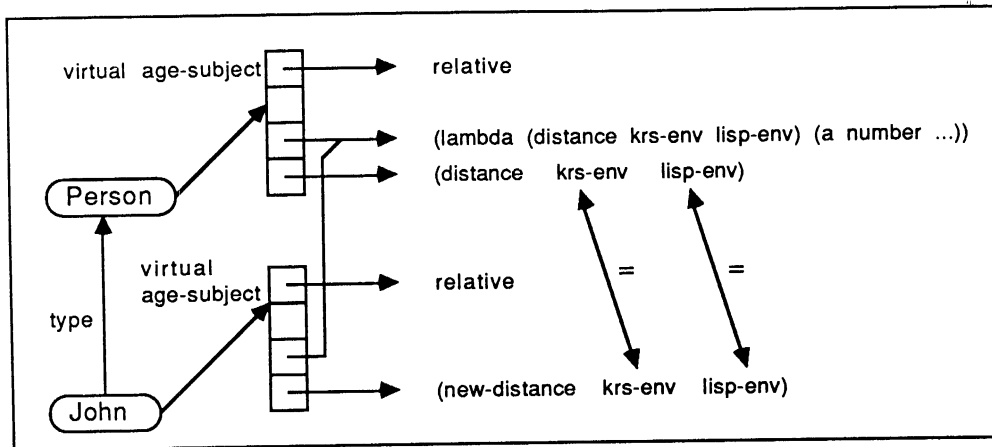 virtual age-subject relative
(lambda (distance krs-env lisp-env) (a number ...))
(distance krs-env lisp-env)
Person
virtual
age-subject
relative
= =
type
(new-distance krs-env lisp-env)
John